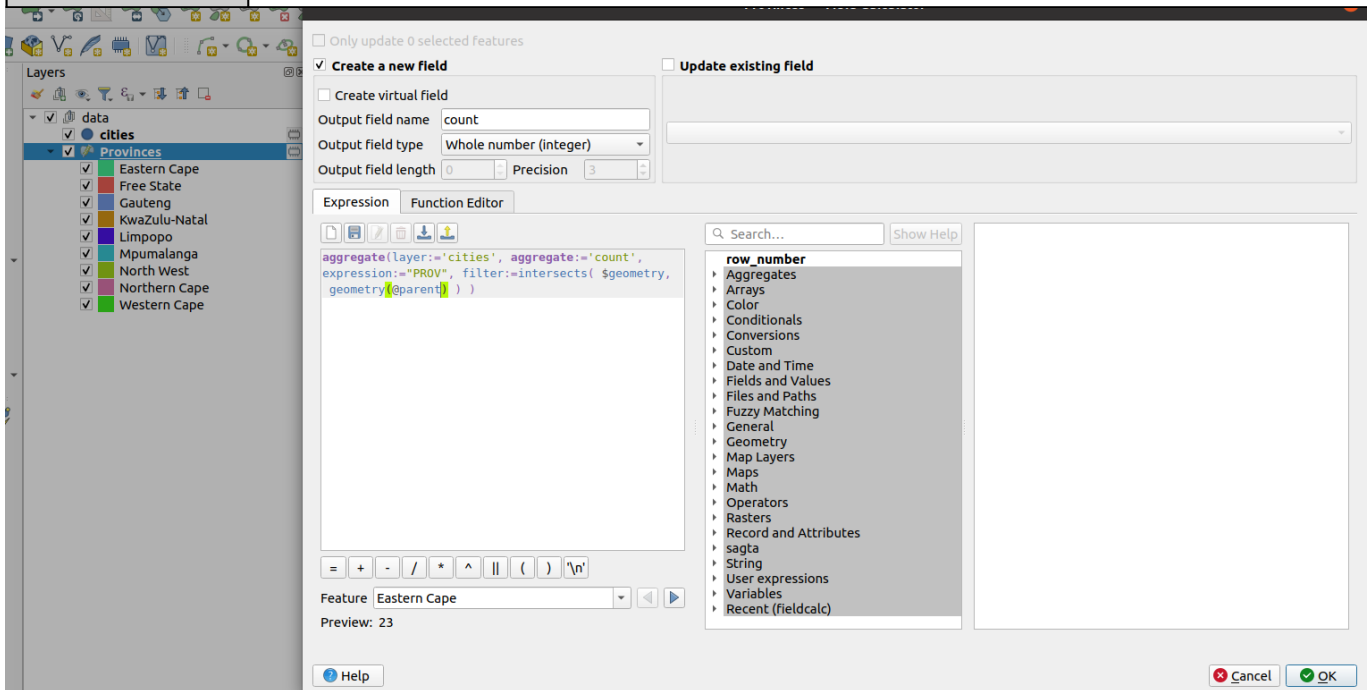 Provinces — Field Calculator
Only update 0 selected features
Create a new field
Update existing field
Create virtual field
Output field name count
Output field type Whole number (integer)
Output field length 0 Precision 3
Expression Function Editor
aggregate(layer:='cities', aggregate:='count',
expression:="PROV", filter:=intersects( $geometry,
geometry(@parent) ) )
= + - / * ^ || ( ) '\n'
Feature Eastern Cape
Preview: 23
Search... Show Help
row_number
Aggregates
Arrays
Color
Conditionals
Conversions
Custom
Date and Time
Fields and Values
Files and Paths
Fuzzy Matching
General
Geometry
Map Layers
Maps
Math
Operators
Rasters
Record and Attributes
sagta
String
User expressions
Variables
Recent (fieldcalc)
Help
Cancel
OK
Layers
data
cities
Provinces
Eastern Cape
Free State
Gauteng
KwaZulu-Natal
Limpopo
Mpumalanga
North West
Northern Cape
Western Cape